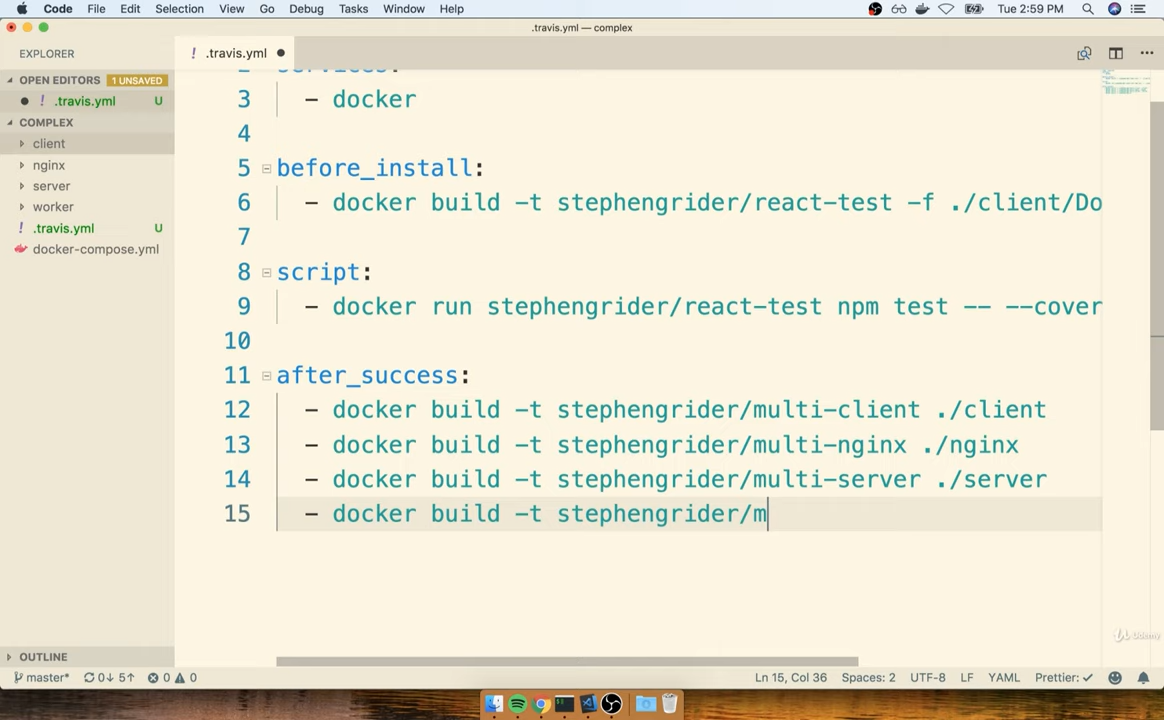 Code File Edit Selection View Go Debug Tasks Window Help Tue 2:59 PM
.travis.yml — complex
EXPLORER
! .travis.yml
OPEN EDITORS 1 UNSAVED
! .travis.yml U
COMPLEX
client
nginx
server
worker
! .travis.yml U
docker-compose.yml
OUTLINE
3 - docker
4
5 before_install:
6 - docker build -t stephengrider/react-test -f ./client/Do
7
8 script:
9 - docker run stephengrider/react-test npm test -- --cover
10
11 after_success:
12 - docker build -t stephengrider/multi-client ./client
13 - docker build -t stephengrider/multi-nginx ./nginx
14 - docker build -t stephengrider/multi-server ./server
15 - docker build -t stephengrider/m
Udemy
master* 0↓ 5↑ 0 0 Ln 15, Col 36 Spaces: 2 UTF-8 LF YAML Prettier: ✓